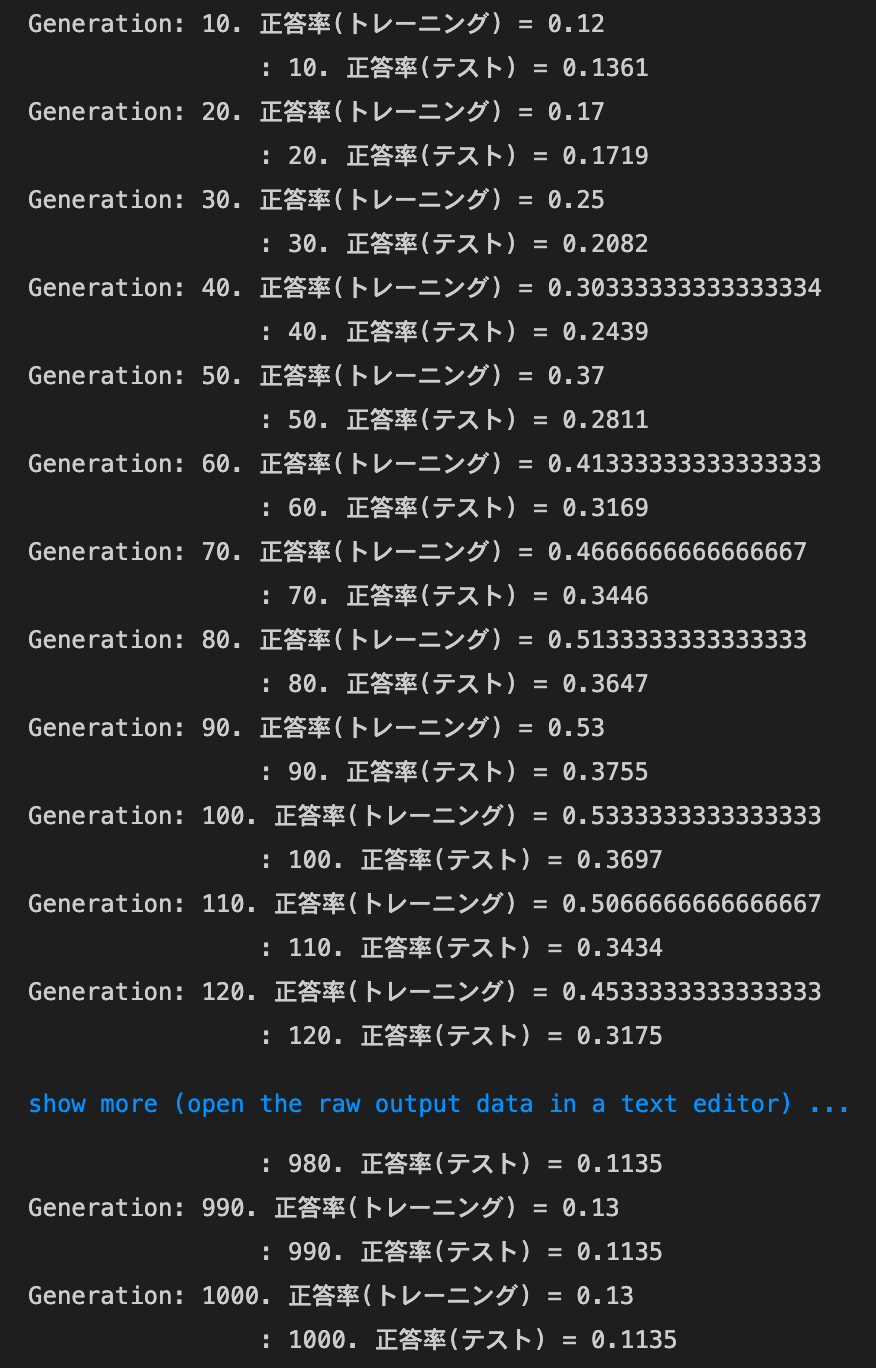 Generation: 10. 正答率(トレーニング) = 0.12
: 10. 正答率(テスト) = 0.1361
Generation: 20. 正答率(トレーニング) = 0.17
: 20. 正答率(テスト) = 0.1719
Generation: 30. 正答率(トレーニング) = 0.25
: 30. 正答率(テスト) = 0.2082
Generation: 40. 正答率(トレーニング) = 0.30333333333333334
: 40. 正答率(テスト) = 0.2439
Generation: 50. 正答率(トレーニング) = 0.37
: 50. 正答率(テスト) = 0.2811
Generation: 60. 正答率(トレーニング) = 0.41333333333333333
: 60. 正答率(テスト) = 0.3169
Generation: 70. 正答率(トレーニング) = 0.4666666666666667
: 70. 正答率(テスト) = 0.3446
Generation: 80. 正答率(トレーニング) = 0.5133333333333333
: 80. 正答率(テスト) = 0.3647
Generation: 90. 正答率(トレーニング) = 0.53
: 90. 正答率(テスト) = 0.3755
Generation: 100. 正答率(トレーニング) = 0.5333333333333333
: 100. 正答率(テスト) = 0.3697
Generation: 110. 正答率(トレーニング) = 0.5066666666666667
: 110. 正答率(テスト) = 0.3434
Generation: 120. 正答率(トレーニング) = 0.4533333333333333
: 120. 正答率(テスト) = 0.3175
show more (open the raw output data in a text editor) ...
: 980. 正答率(テスト) = 0.1135
Generation: 990. 正答率(トレーニング) = 0.13
: 990. 正答率(テスト) = 0.1135
Generation: 1000. 正答率(トレーニング) = 0.13
: 1000. 正答率(テスト) = 0.1135